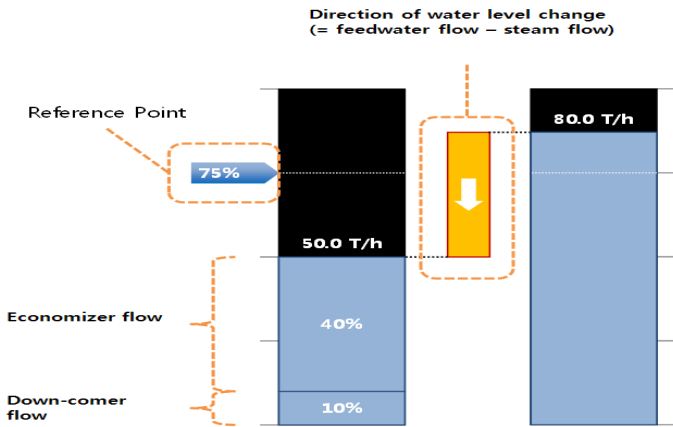 Direction of water level change
(= feedwater flow – steam flow)
Reference Point
80.0 T/h
75%
50.0 T/h
Economizer flow
40%
Down-comer
flow
10%